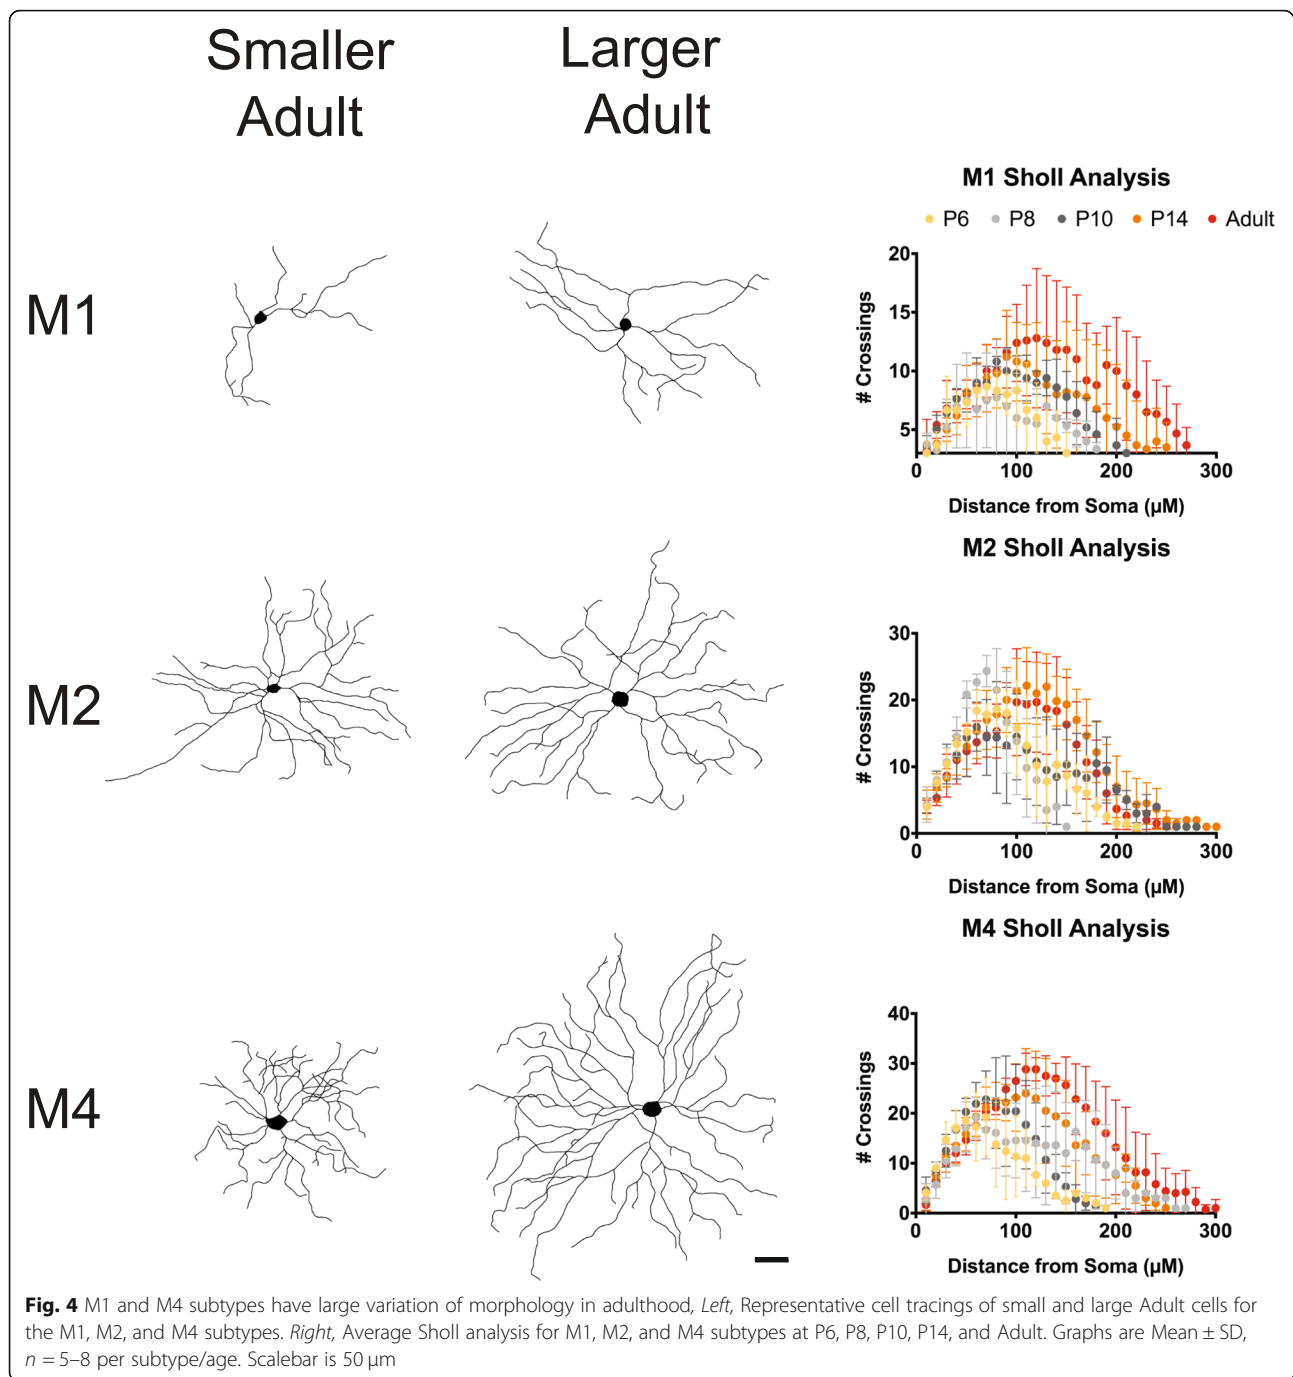 Smaller
Adult
Larger
Adult
M1
M1 Sholl Analysis
P6 P8 P10 P14 Adult
# Crossings
20
15
10
5
0 100 200 300
Distance from Soma (µM)
M2
M2 Sholl Analysis
# Crossings
30
20
10
0
0 100 200 300
Distance from Soma (µM)
M4
M4 Sholl Analysis
# Crossings
40
30
20
10
0
0 100 200 300
Distance from Soma (µM)
Fig. 4 M1 and M4 subtypes have large variation of morphology in adulthood, Left, Representative cell tracings of small and large Adult cells for
the M1, M2, and M4 subtypes. Right, Average Sholl analysis for M1, M2, and M4 subtypes at P6, P8, P10, P14, and Adult. Graphs are Mean ± SD,
n = 5–8 per subtype/age. Scalebar is 50 µm